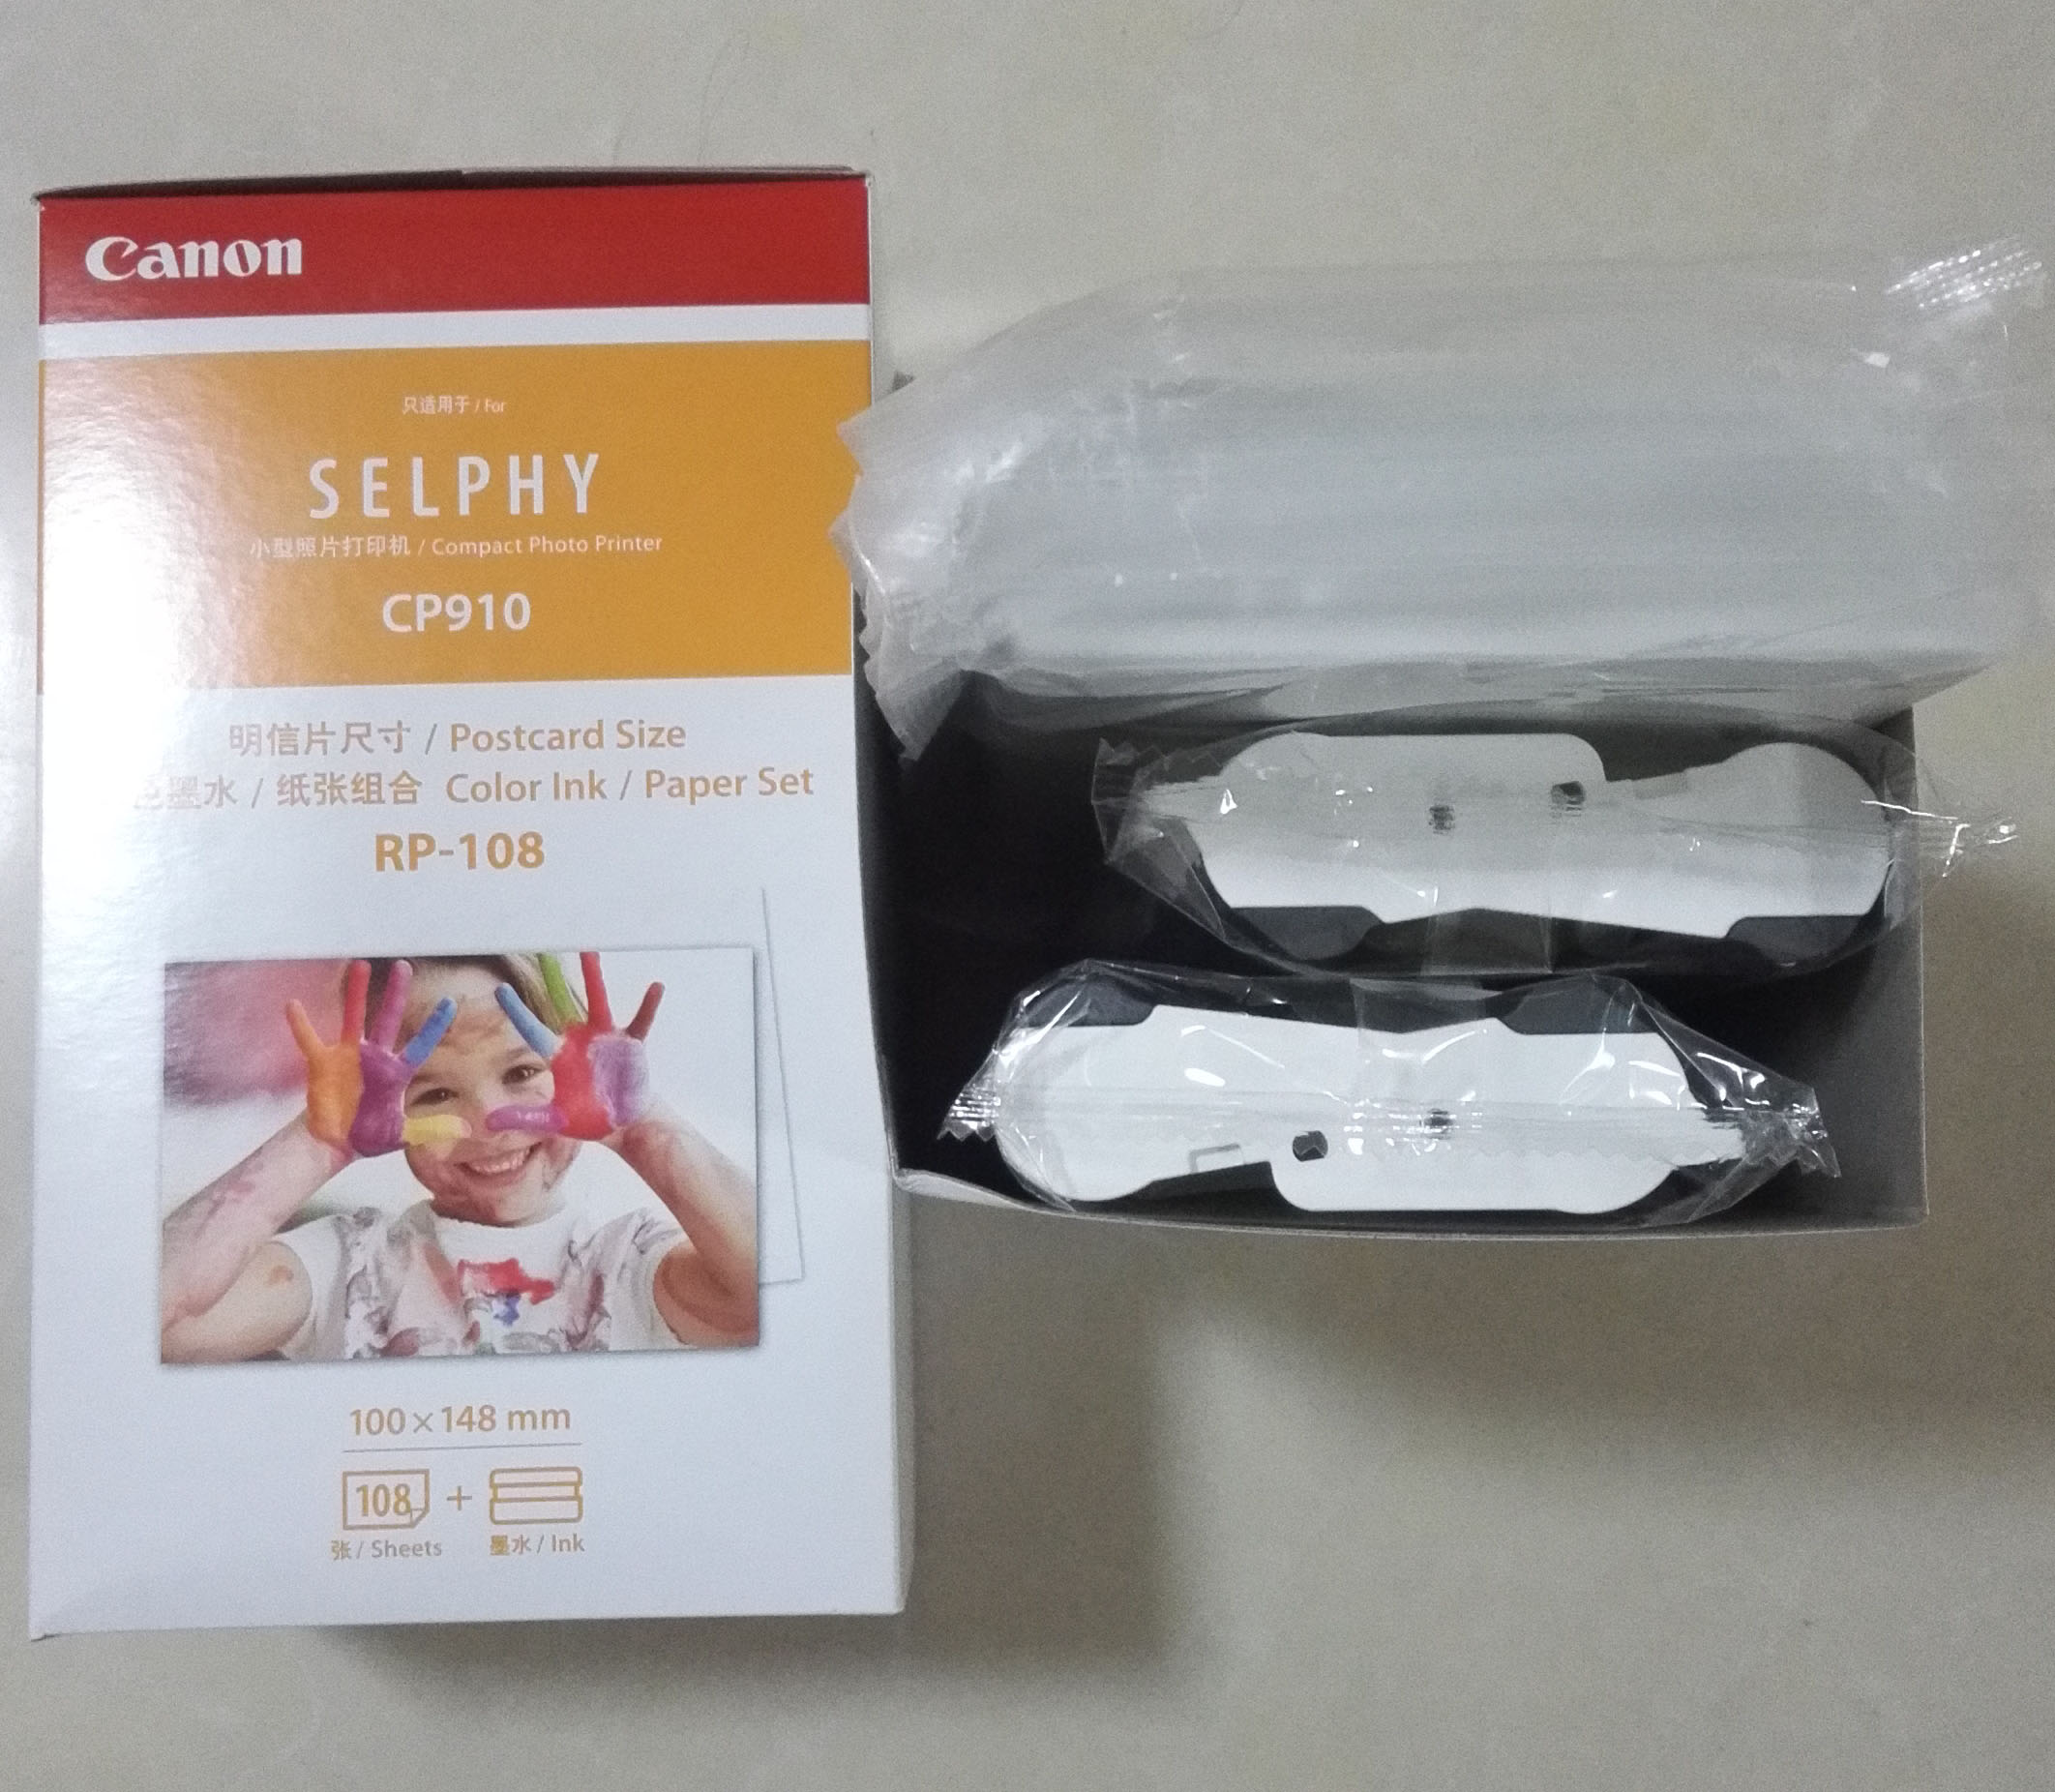 Canon
只适用于 / For
SELPHY
小型照片打印机 / Compact Photo Printer
CP910
明信片尺寸 / Postcard Size
色墨水 / 纸张组合 Color Ink / Paper Set
RP-108
100×148 mm
108 +
张 / Sheets 墨水 / Ink